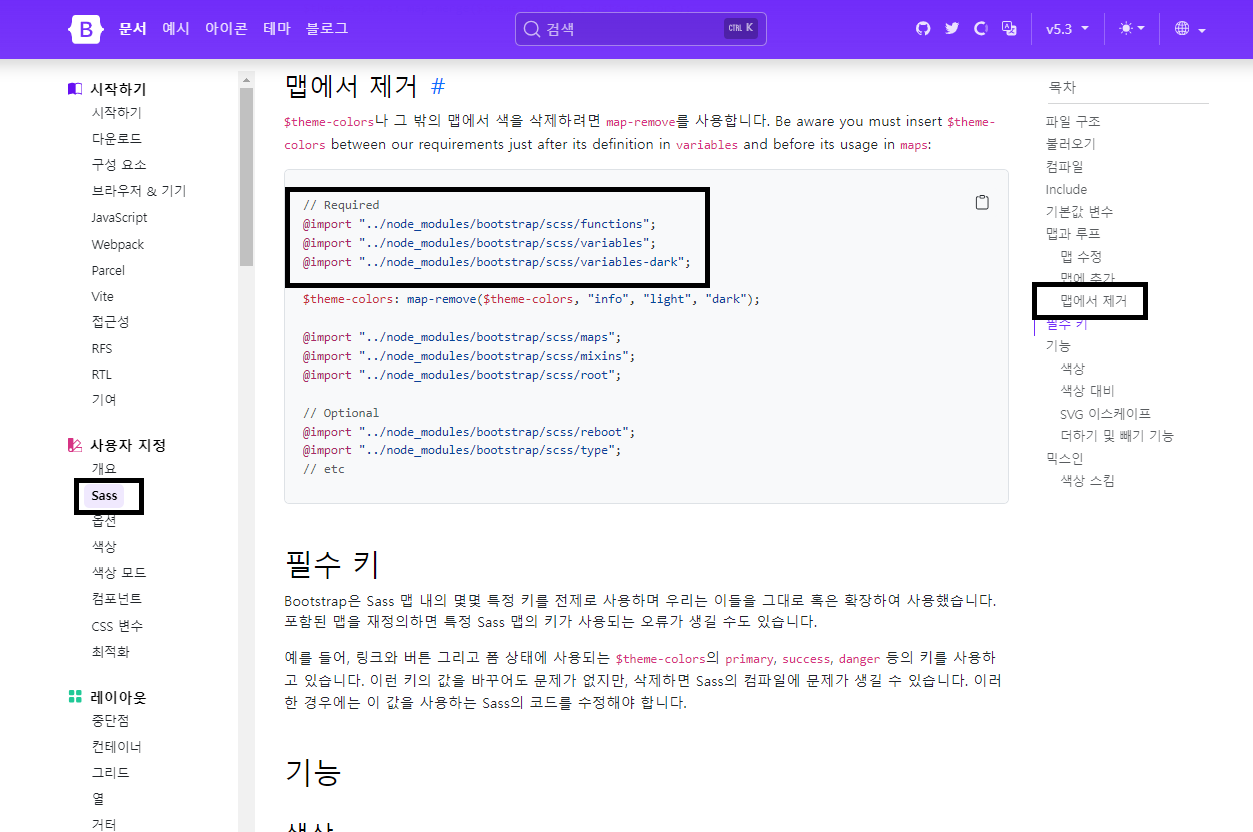 B 문서 예시 아이콘 테마 블로그 검색 CTRL K v5.3
시작하기
시작하기
다운로드
구성 요소
브라우저 & 기기
JavaScript
Webpack
Parcel
Vite
접근성
RFS
RTL
기여
사용자 지정
개요
Sass
옵션
색상
색상 모드
컴포넌트
CSS 변수
최적화
레이아웃
중단점
컨테이너
그리드
열
거터
맵에서 제거 #
$theme-colors나 그 밖의 맵에서 색을 삭제하려면 map-remove를 사용합니다. Be aware you must insert $theme-
colors between our requirements just after its definition in variables and before its usage in maps:
// Required
@import "../node_modules/bootstrap/scss/functions";
@import "../node_modules/bootstrap/scss/variables";
@import "../node_modules/bootstrap/scss/variables-dark";
$theme-colors: map-remove($theme-colors, "info", "light", "dark");
@import "../node_modules/bootstrap/scss/maps";
@import "../node_modules/bootstrap/scss/mixins";
@import "../node_modules/bootstrap/scss/root";
// Optional
@import "../node_modules/bootstrap/scss/reboot";
@import "../node_modules/bootstrap/scss/type";
// etc
필수 키
Bootstrap은 Sass 맵 내의 몇몇 특정 키를 전제로 사용하며 우리는 이들을 그대로 혹은 확장하여 사용했습니다.
포함된 맵을 재정의하면 특정 Sass 맵의 키가 사용되는 오류가 생길 수도 있습니다.
예를 들어, 링크와 버튼 그리고 폼 상태에 사용되는 $theme-colors의 primary, success, danger 등의 키를 사용하
고 있습니다. 이런 키의 값을 바꾸어도 문제가 없지만, 삭제하면 Sass의 컴파일에 문제가 생길 수 있습니다. 이러
한 경우에는 이 값을 사용하는 Sass의 코드를 수정해야 합니다.
기능
색상
목차
파일 구조
불러오기
컴파일
Include
기본값 변수
맵과 루프
맵 수정
맵에 추가
맵에서 제거
필수 키
기능
색상
색상 대비
SVG 이스케이프
더하기 및 빼기 기능
믹스인
색상 스킴